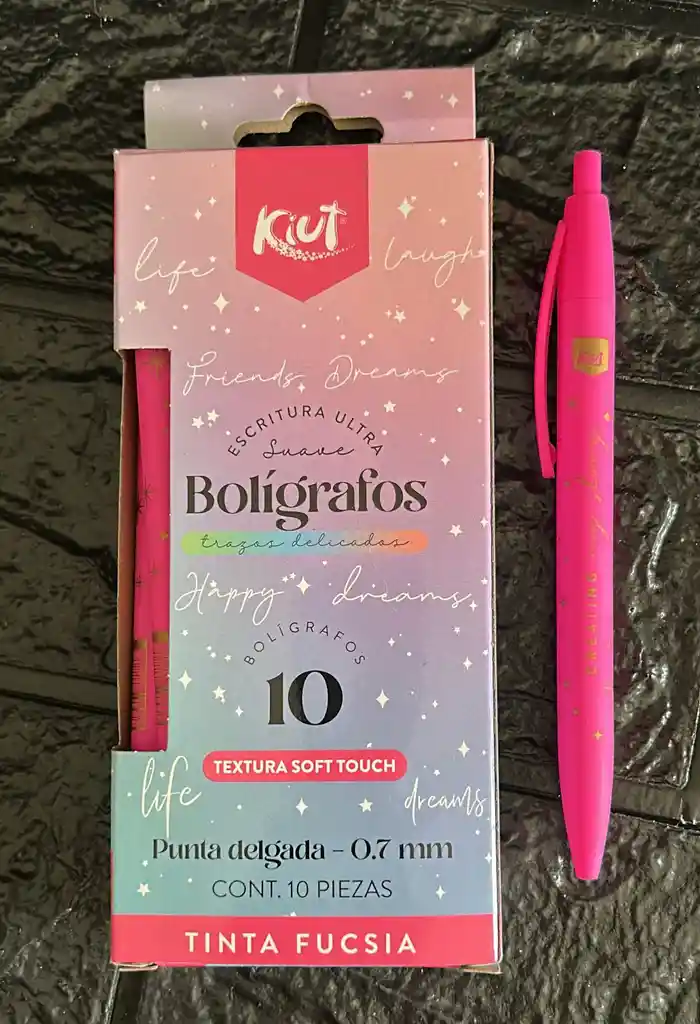 Kiut
life
laugh
Friends Dreams
ESCRITURA ULTRA
Suave
Bolígrafos
trazos delicados
Happy dreams
BOLÍGRAFOS
10
TEXTURA SOFT TOUCH
life
dreams
Punta delgada – 0.7 mm
CONT. 10 PIEZAS
TINTA FUCSIA
Kiut
CREATING